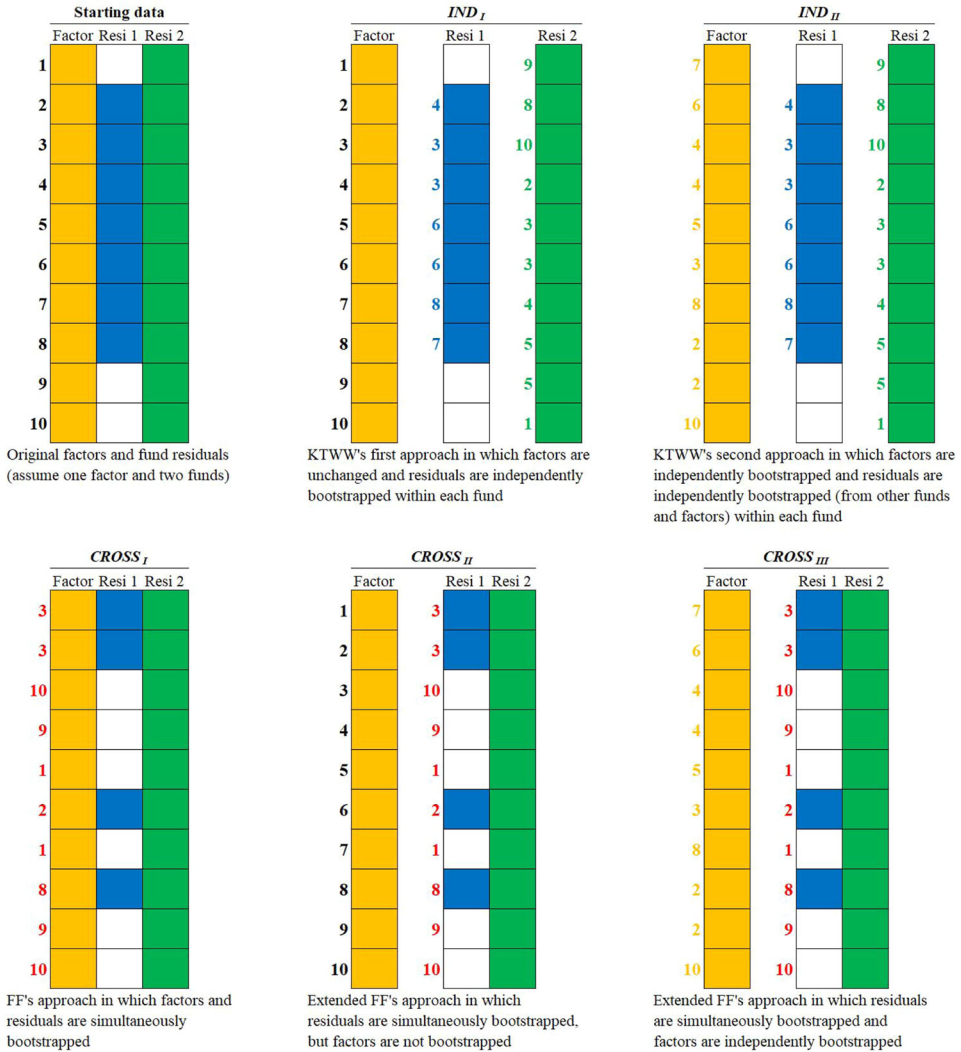 Starting data
Factor Resi 1 Resi 2
1
2
3
4
5
6
7
8
9
10
Original factors and fund residuals
(assume one factor and two funds)
IND I
Factor Resi 1 Resi 2
1 9
2 4 8
3 3 10
4 3 2
5 6 3
6 6 3
7 8 4
8 7 5
9 5
10 1
KTWW's first approach in which factors are
unchanged and residuals are independently
bootstrapped within each fund
IND II
Factor Resi 1 Resi 2
7 9
6 4 8
4 3 10
4 3 2
5 6 3
3 6 3
8 8 4
2 7 5
2 5
10 1
KTWW's second approach in which factors are
independently bootstrapped and residuals are
independently bootstrapped (from other funds
and factors) within each fund
CROSS I
Factor Resi 1 Resi 2
3
3
10
9
1
2
1
8
9
10
FF's approach in which factors and
residuals are simultaneously
bootstrapped
CROSS II
Factor Resi 1 Resi 2
1 3
2 3
3 10
4 9
5 1
6 2
7 1
8 8
9 9
10 10
Extended FF's approach in which
residuals are simultaneously bootstrapped,
but factors are not bootstrapped
CROSS III
Factor Resi 1 Resi 2
7 3
6 3
4 10
4 9
5 1
3 2
8 1
2 8
2 9
10 10
Extended FF's approach in which residuals
are simultaneously bootstrapped and
factors are independently bootstrapped